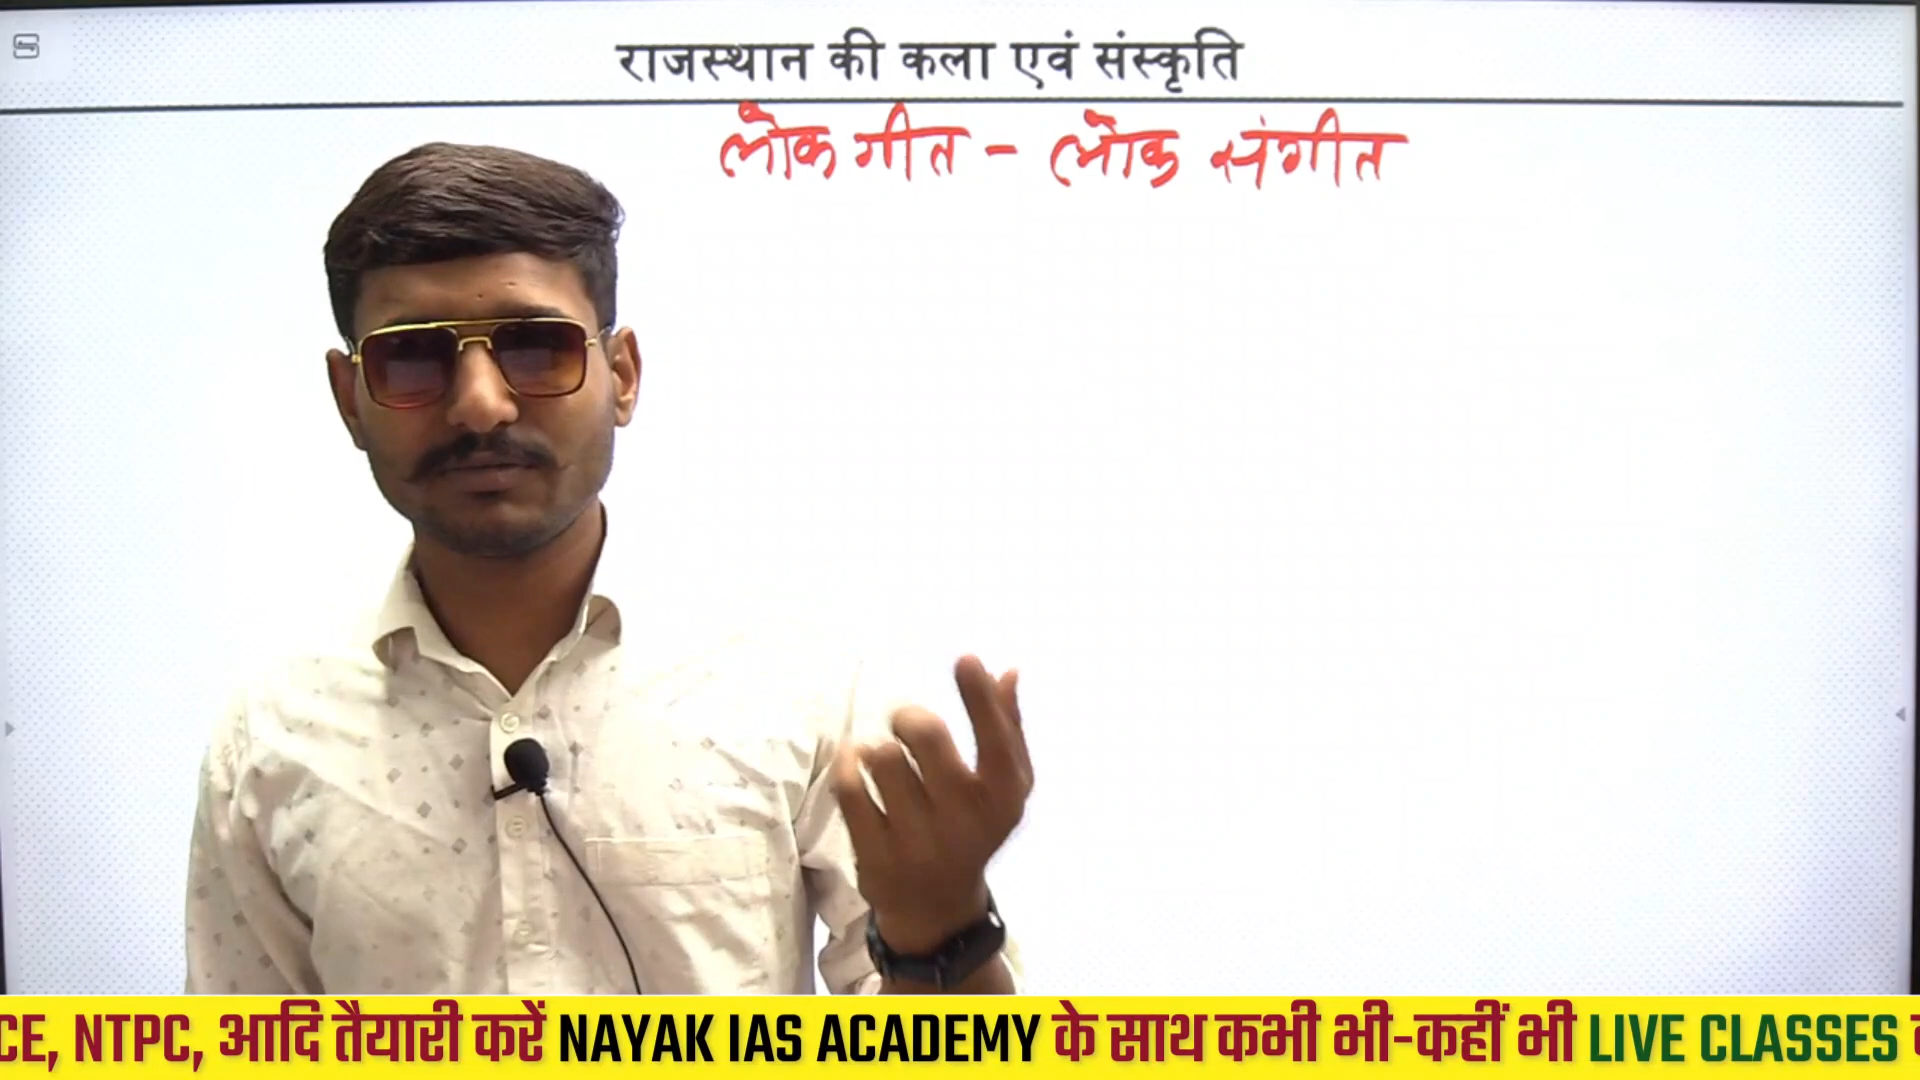 राजस्थान की कला एवं संस्कृति
लोक गीत - लोक संगीत
CE, NTPC, आदि तैयारी करें NAYAK IAS ACADEMY के साथ कभी भी-कहीं भी LIVE CLASSES